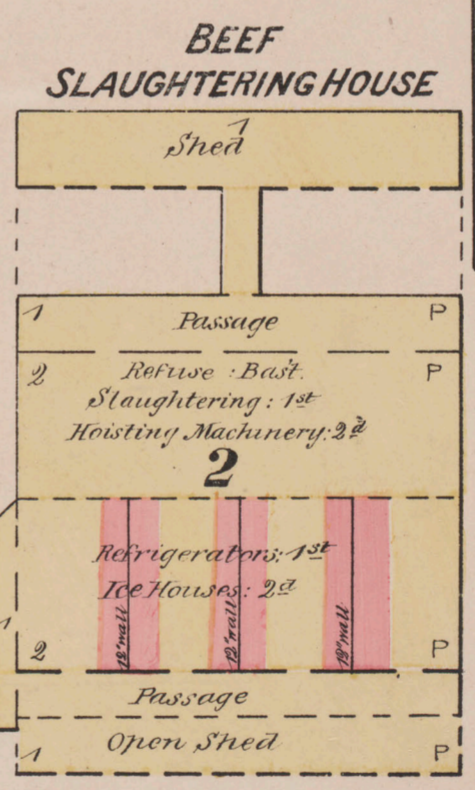 BEEF
SLAUGHTERING HOUSE
1
Shed
1 Passage P
2 Refuse : Bas't. P
Slaughtering : 1st
Hoisting Machinery: 2d
2
Refrigerators: 1st
Ice Houses: 2d
12" wall 12" wall 12" wall
2 P
Passage
1 Open Shed P